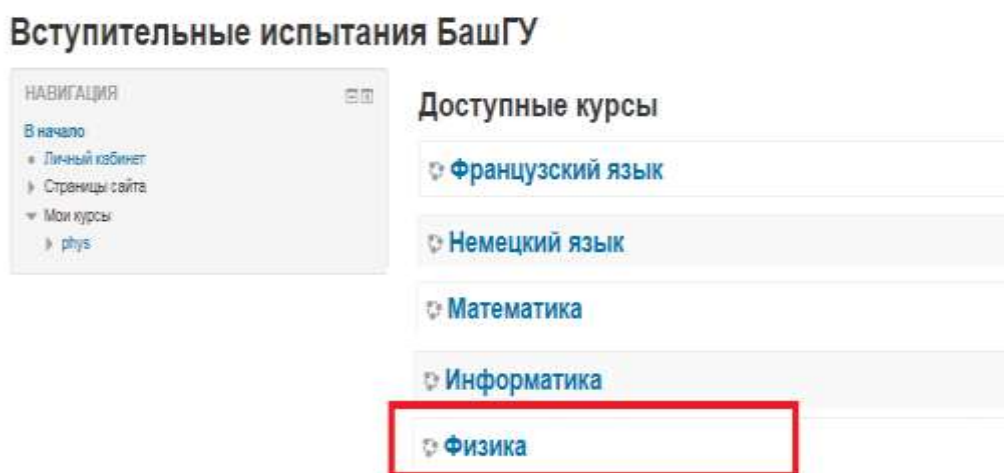 Вступительные испытания БашГУ
НАВИГАЦИЯ
В начало
Личный кабинет
Страницы сайта
Мои курсы
phys
Доступные курсы
Французский язык
Немецкий язык
Математика
Информатика
Физика